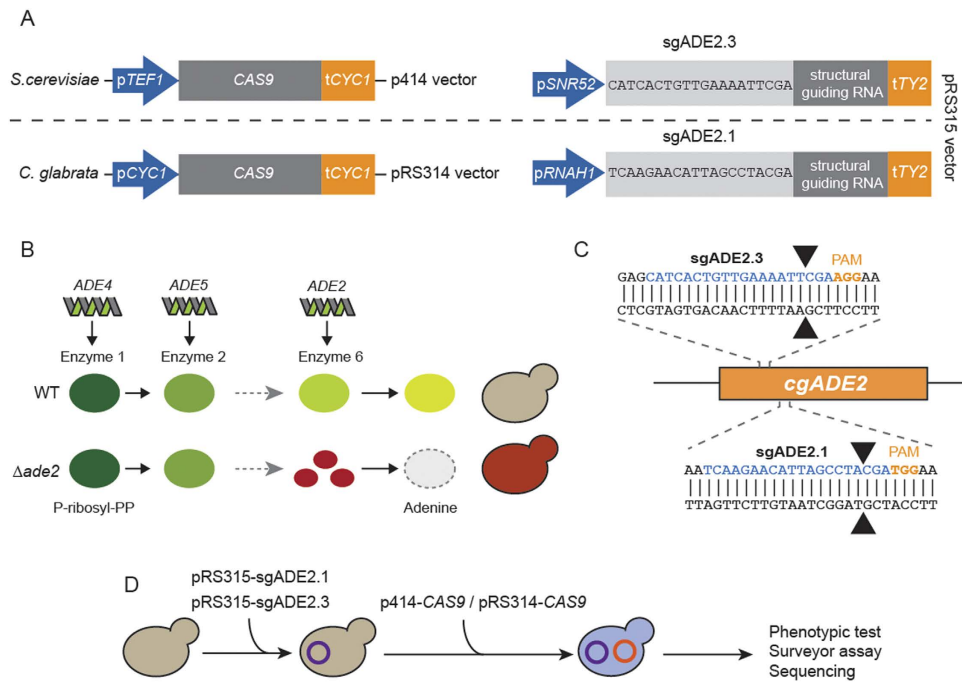 A
sgADE2.3
S.cerevisiae pTEF1 CAS9 tCYC1 p414 vector
pSNR52 CATCACTGTTGAAAATTCGA structural guiding RNA tTY2
pRS315 vector
sgADE2.1
C. glabrata pCYC1 CAS9 tCYC1 pRS314 vector
pRNAH1 TCAAGAACATTAGCCTACGA structural guiding RNA tTY2
B
ADE4 ADE5 ADE2
Enzyme 1 Enzyme 2 Enzyme 6
WT
Δade2
P-ribosyl-PP Adenine
C
sgADE2.3 PAM
GAGCATCACTGTTGAAAATTCGAAGGAA
CTCGTAGTGACAACTTTTAAGCTTCCTT
cgADE2
sgADE2.1 PAM
AATCAAGAACATTAGCCTACGATGGAA
TTAGTTCTTGTAATCGGATGCTACCTT
D
pRS315-sgADE2.1
pRS315-sgADE2.3
p414-CAS9 / pRS314-CAS9
Phenotypic test
Surveyor assay
Sequencing